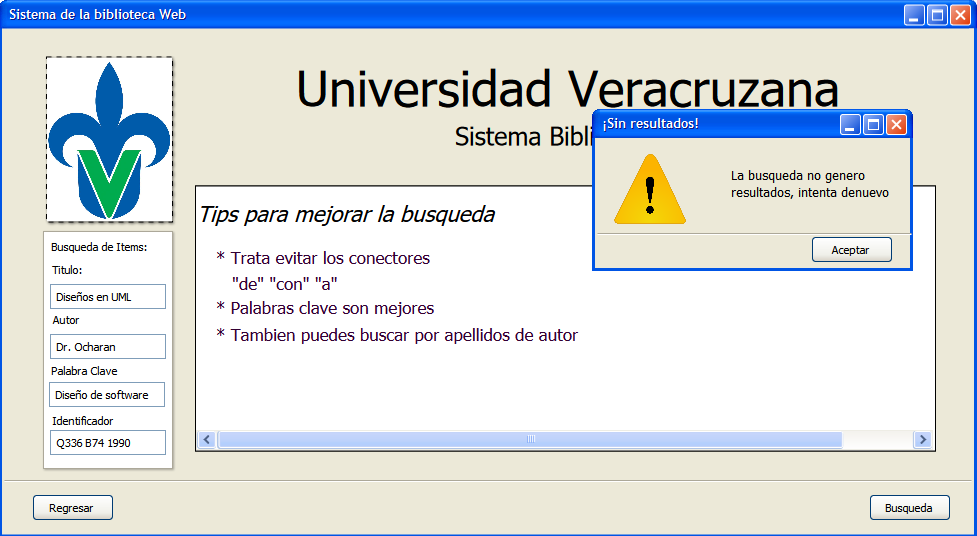 Sistema de la biblioteca Web
Universidad Veracruzana
Sistema Bibli
¡Sin resultados!
La busqueda no genero
resultados, intenta denuevo
Aceptar
Busqueda de Items:
Titulo:
Diseños en UML
Autor
Dr. Ocharan
Palabra Clave
Diseño de software
Identificador
Q336 B74 1990
Tips para mejorar la busqueda
* Trata evitar los conectores
"de" "con" "a"
* Palabras clave son mejores
* Tambien puedes buscar por apellidos de autor
Regresar
Busqueda